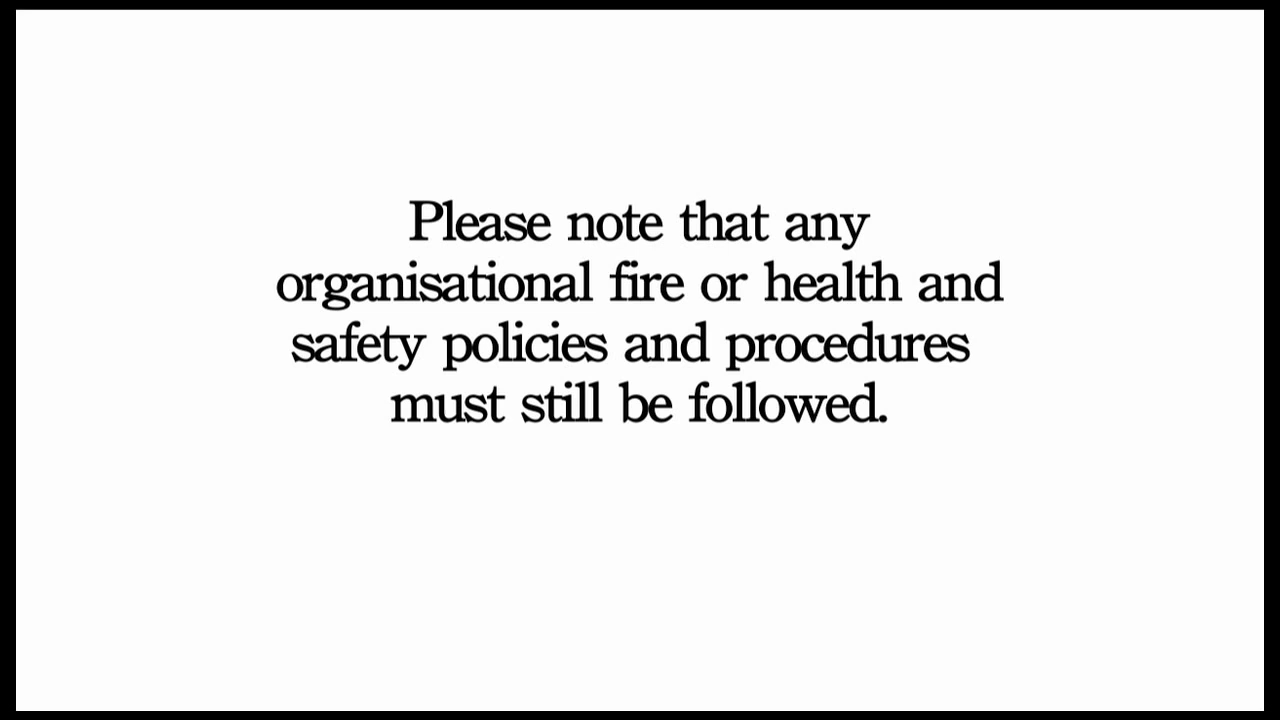 Please note that any
organisational fire or health and
safety policies and procedures
must still be followed.